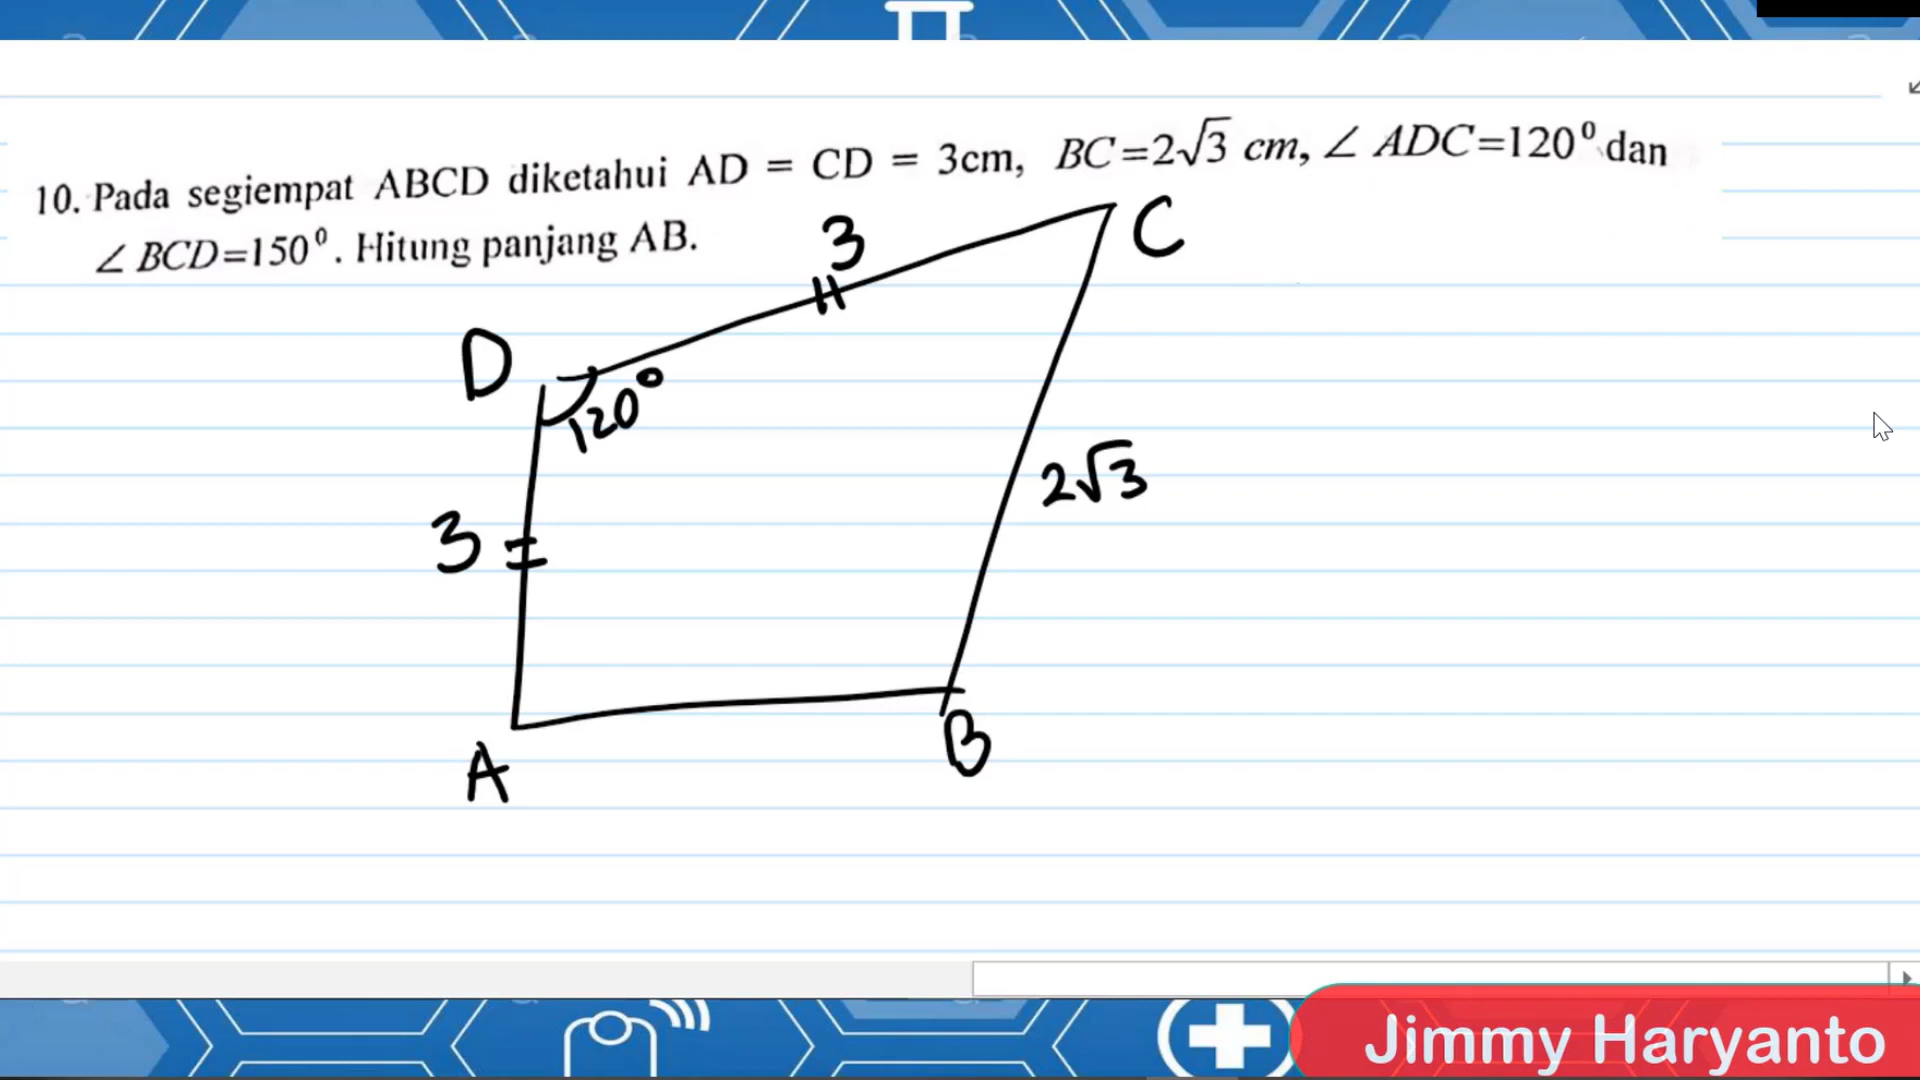 10. Pada segiempat ABCD diketahui AD = CD = 3cm, BC=2√3 cm, ∠ ADC=120⁰ dan
∠ BCD=150⁰. Hitung panjang AB.
3
C
D
120°
2√3
3
A
B
Jimmy Haryanto